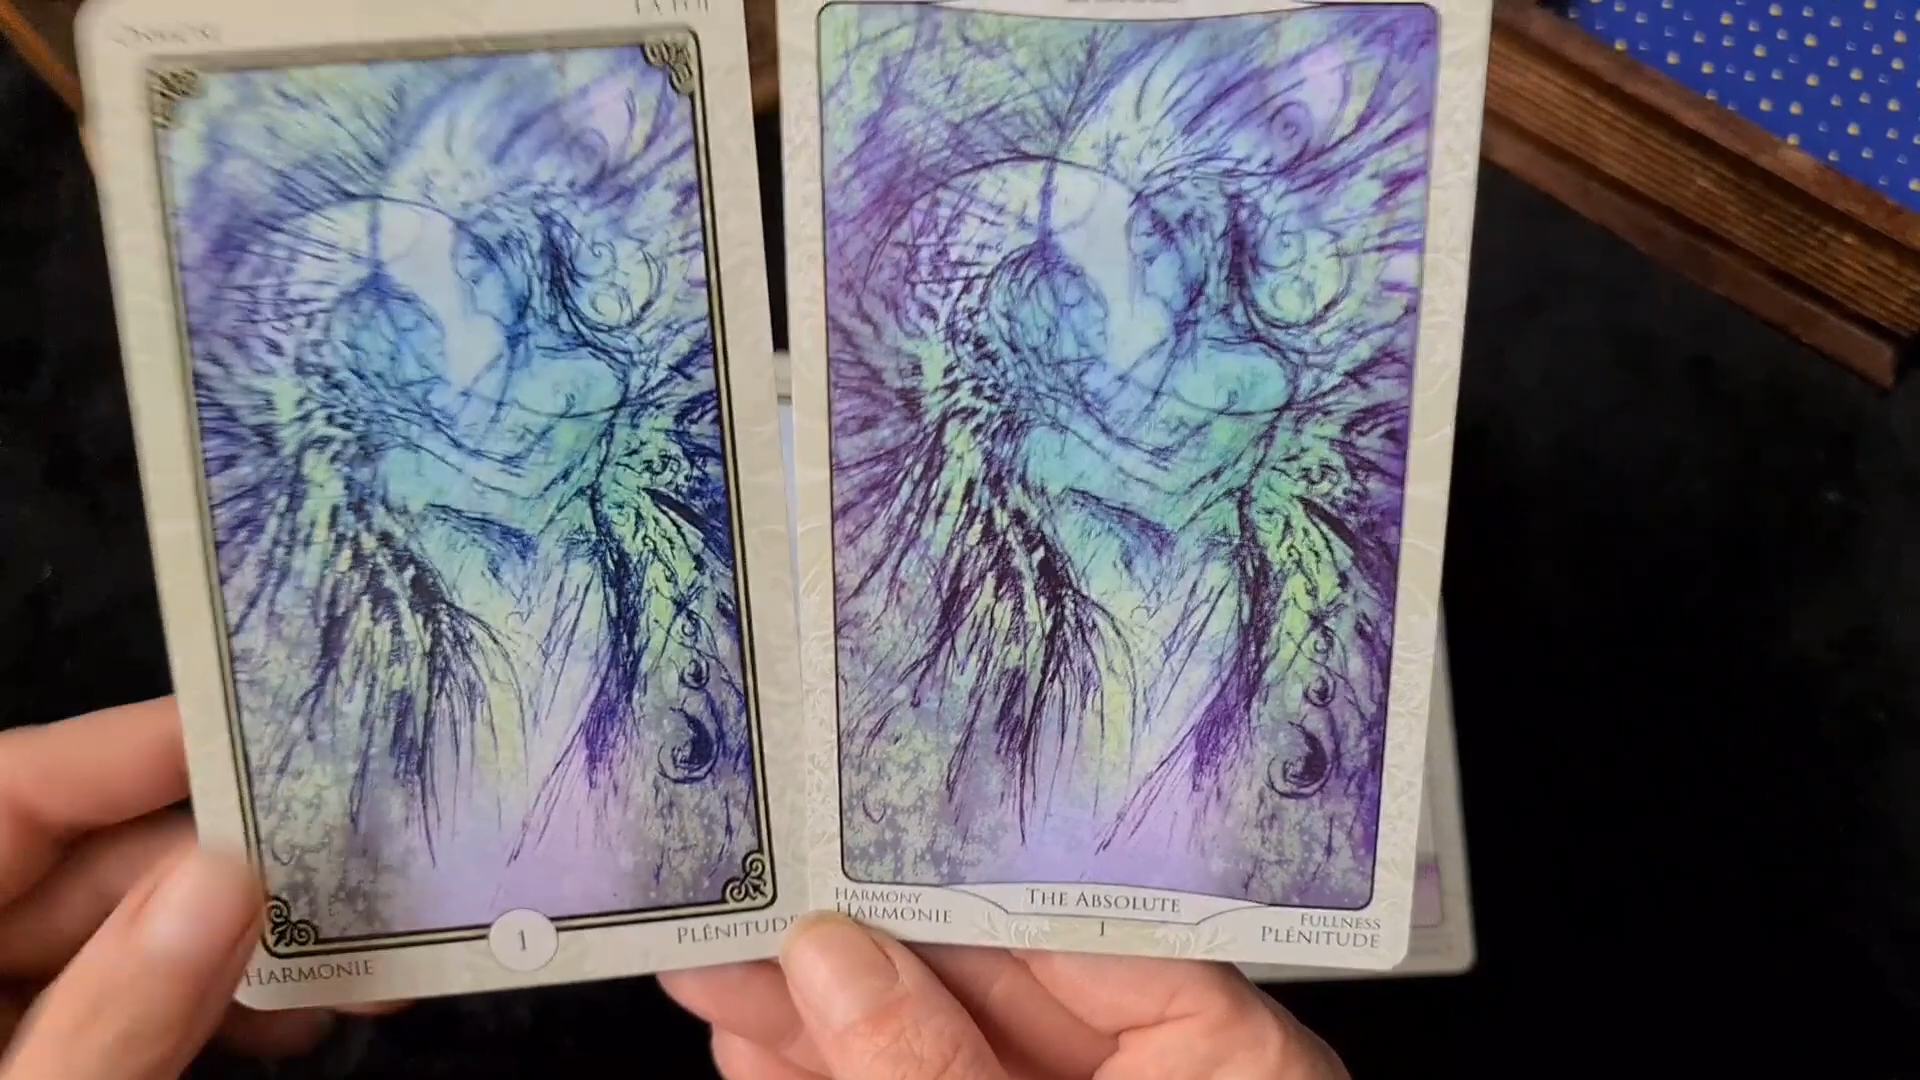 1
HARMONIE
PLÉNITUDE
HARMONY
HARMONIE
THE ABSOLUTE
1
FULLNESS
PLÉNITUDE